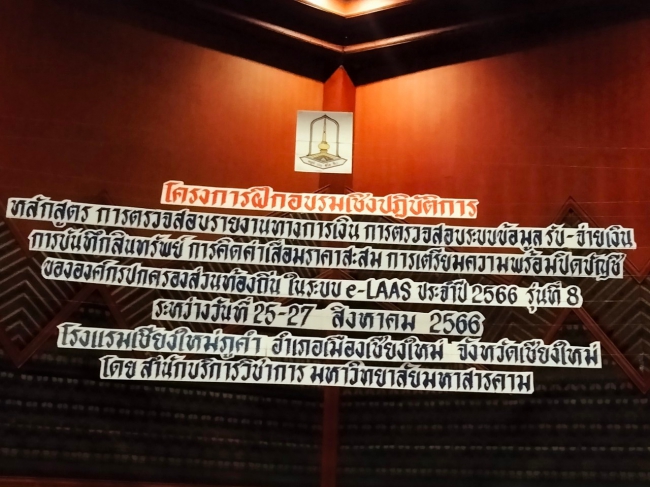 โครงการฝึกอบรมเชิงปฏิบัติการ
หลักสูตร การตรวจสอบรายงานทางการเงิน การตรวจสอบระบบข้อมูล รับ-จ่ายเงิน
การบันทึกสินทรัพย์ การคิดค่าเสื่อมราคาสะสม การเตรียมความพร้อมปิดบัญชี
ขององค์กรปกครองส่วนท้องถิ่น ในระบบ e-LAAS ประจำปี 2566 รุ่นที่ 8
ระหว่างวันที่ 25-27 สิงหาคม 2566
โรงแรมเชียงใหม่ภูคำ อำเภอเมืองเชียงใหม่ จังหวัดเชียงใหม่
โดย สำนักบริการวิชาการ มหาวิทยาลัยมหาสารคาม